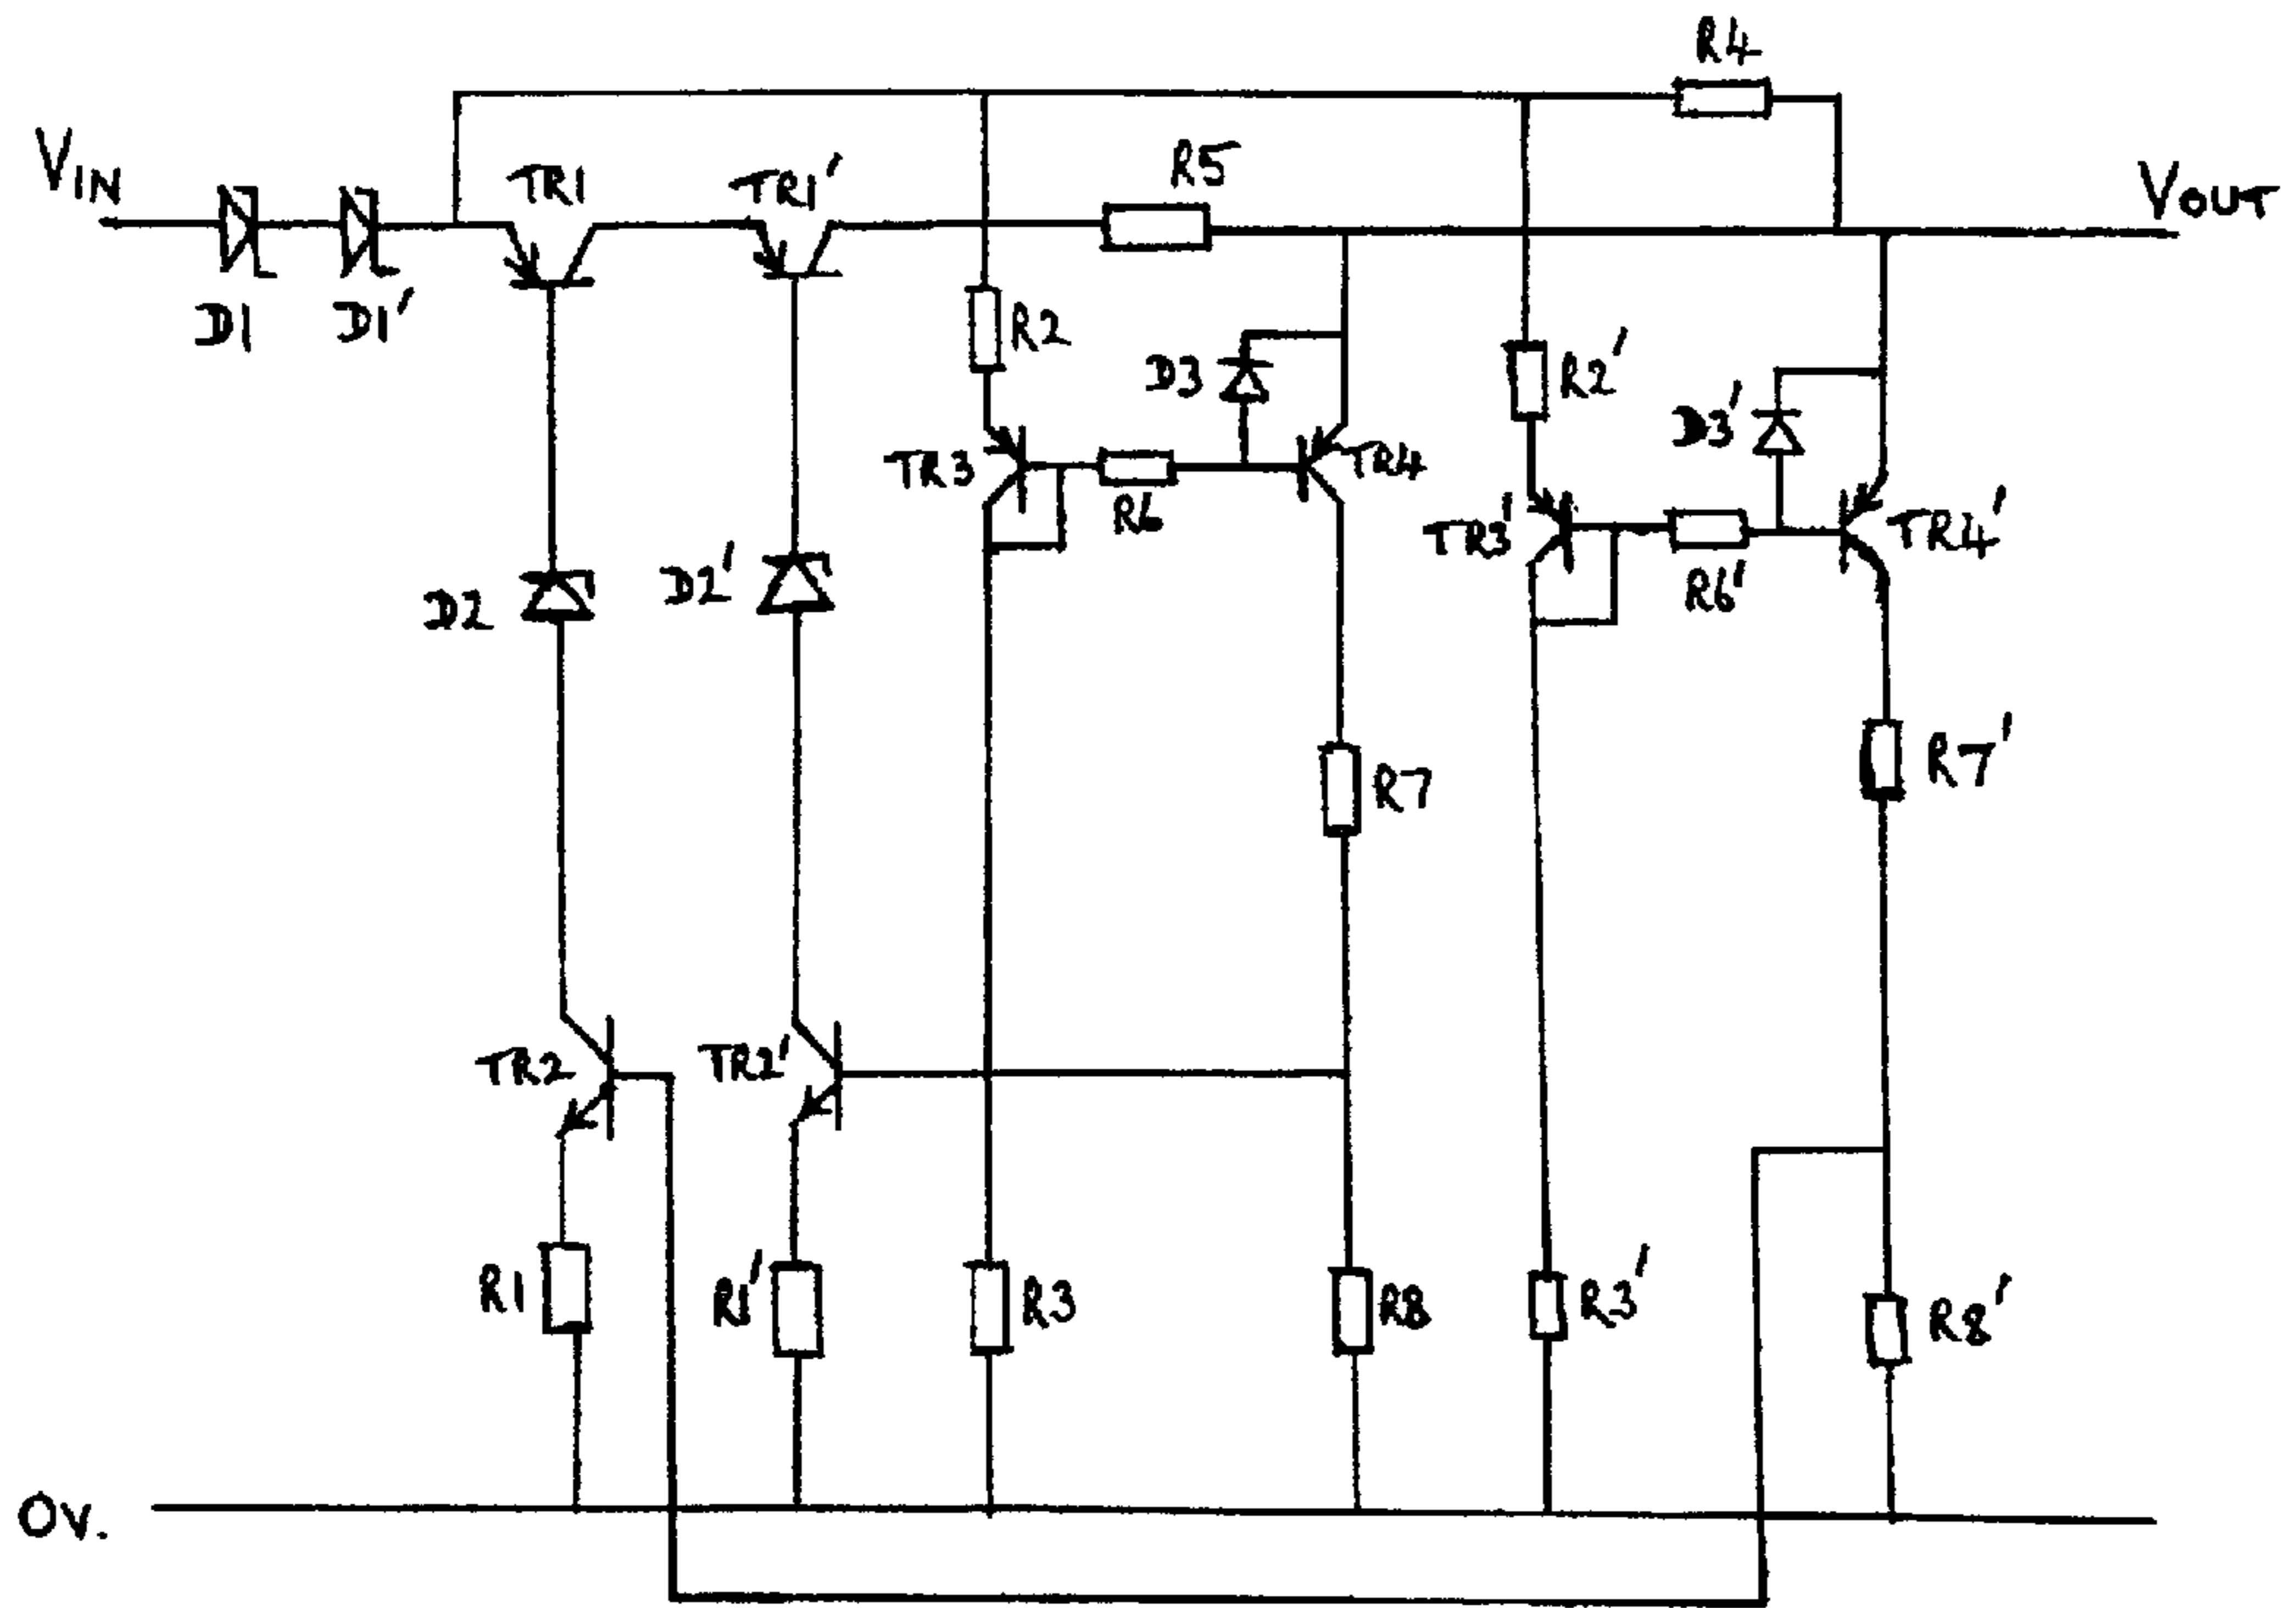 R4
VIN
TR1
TR1'
R5
VOUT
D1
D1'
R2
D3
R2'
D3'
TR3
R6
TR4
TR3'
R6'
TR4'
D2
D2'
R7
R7'
TR2
TR2'
R1
R1'
R3
R8
R3'
R8'
0V.